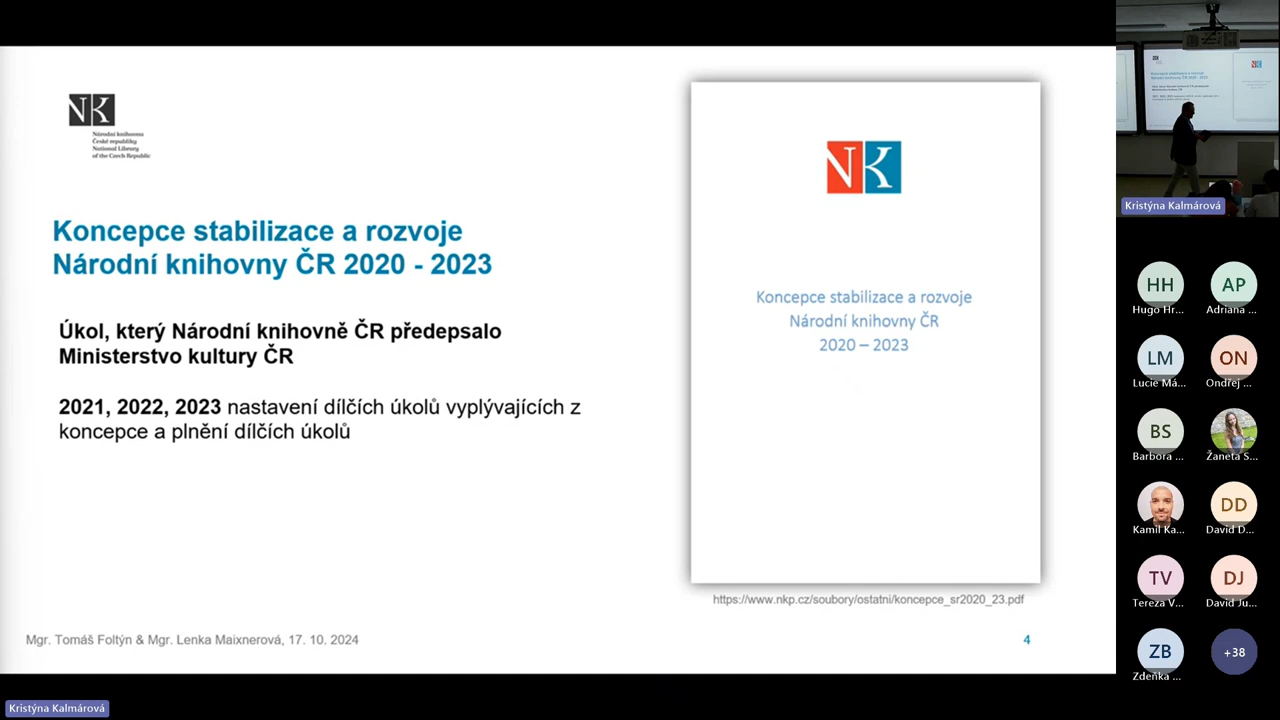 NK
Národní knihovna
České republiky
National Library
of the Czech Republic
Koncepce stabilizace a rozvoje
Národní knihovny ČR 2020 - 2023
Úkol, který Národní knihovně ČR předepsalo
Ministerstvo kultury ČR
2021, 2022, 2023 nastavení dílčích úkolů vyplývajících z
koncepce a plnění dílčích úkolů
NK
Koncepce stabilizace a rozvoje
Národní knihovny ČR
2020 – 2023
https://www.nkp.cz/soubory/ostatni/koncepce_sr2020_23.pdf
Mgr. Tomáš Foltýn & Mgr. Lenka Maixnerová, 17. 10. 2024
4
Kristýna Kalmárová
Kristýna Kalmárová
HH
Hugo Hr...
AP
Adriana ...
LM
Lucie Má...
ON
Ondřej ...
BS
Barbora ...
Žaneta S...
Kamil Ka...
DD
David D...
TV
Tereza V...
DJ
David Ju...
ZB
Zdeňka ...
+38